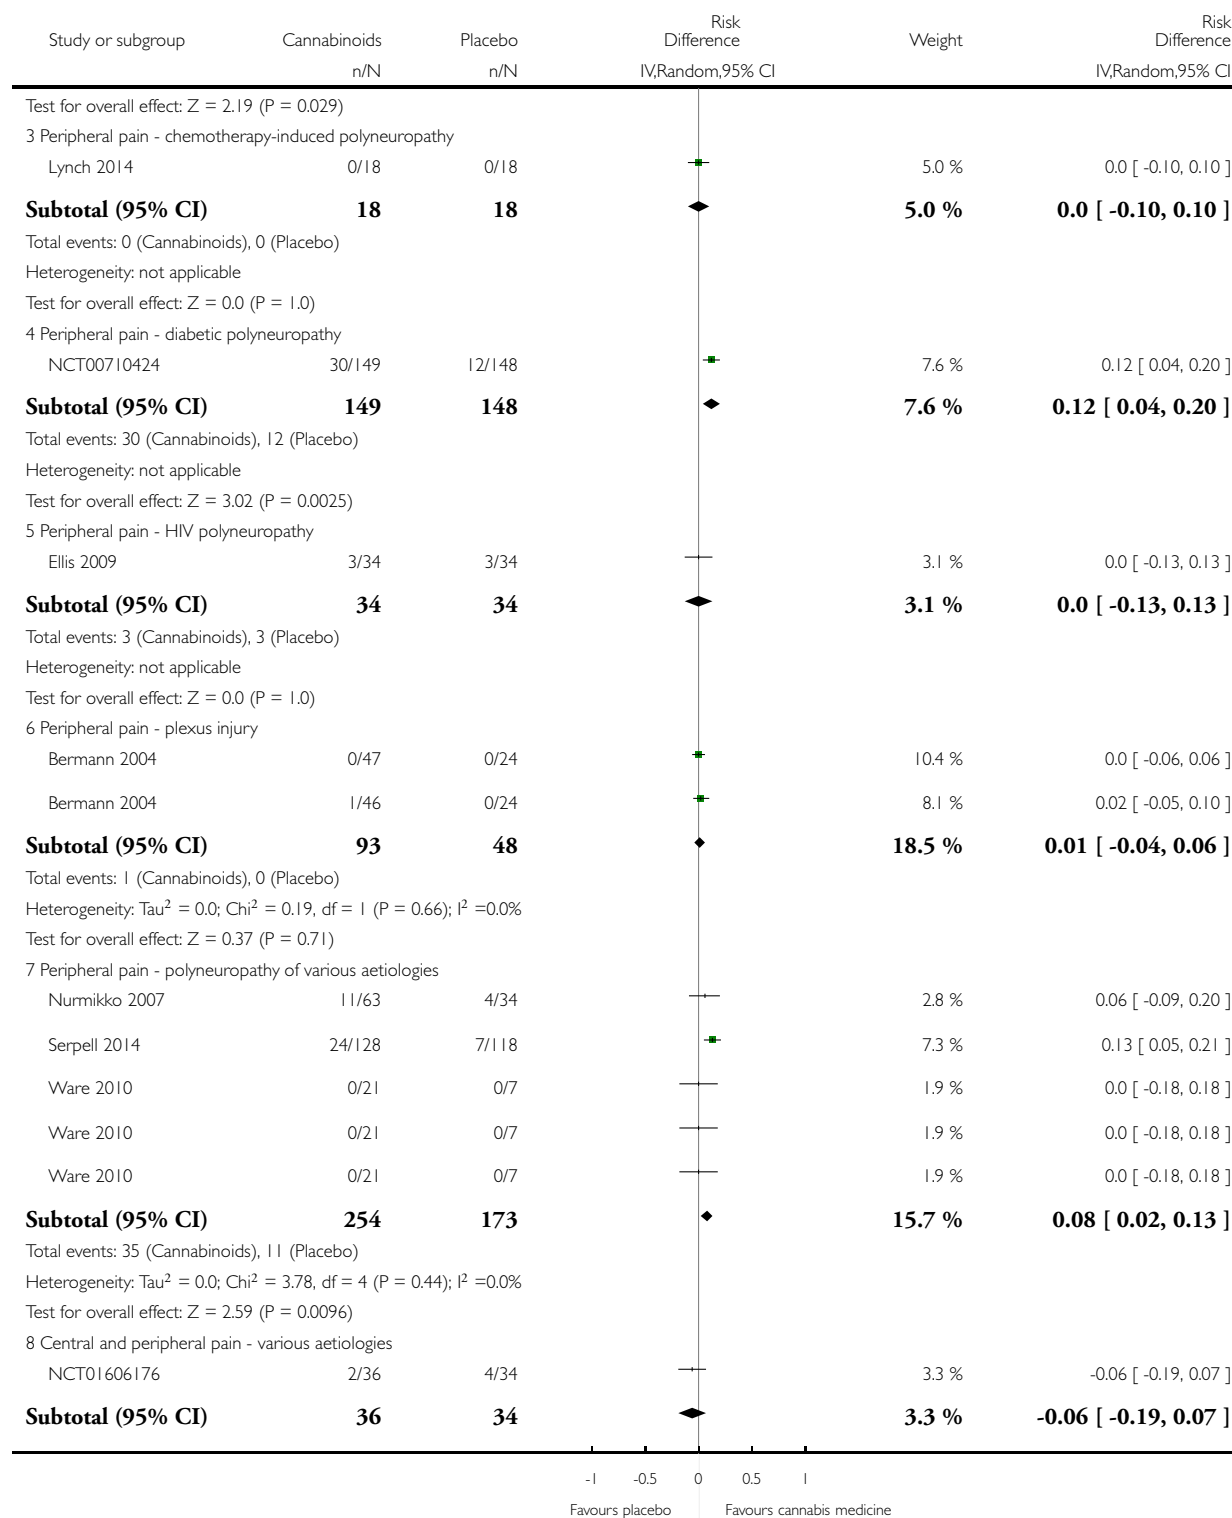 Study or subgroup Cannabinoids Placebo Risk Difference Weight Risk Difference
n/N n/N IV,Random,95% CI IV,Random,95% CI
Test for overall effect: Z = 2.19 (P = 0.029)
3 Peripheral pain - chemotherapy-induced polyneuropathy
Lynch 2014 0/18 0/18 5.0 % 0.0 [ -0.10, 0.10 ]
Subtotal (95% CI) 18 18 5.0 % 0.0 [ -0.10, 0.10 ]
Total events: 0 (Cannabinoids), 0 (Placebo)
Heterogeneity: not applicable
Test for overall effect: Z = 0.0 (P = 1.0)
4 Peripheral pain - diabetic polyneuropathy
NCT00710424 30/149 12/148 7.6 % 0.12 [ 0.04, 0.20 ]
Subtotal (95% CI) 149 148 7.6 % 0.12 [ 0.04, 0.20 ]
Total events: 30 (Cannabinoids), 12 (Placebo)
Heterogeneity: not applicable
Test for overall effect: Z = 3.02 (P = 0.0025)
5 Peripheral pain - HIV polyneuropathy
Ellis 2009 3/34 3/34 3.1 % 0.0 [ -0.13, 0.13 ]
Subtotal (95% CI) 34 34 3.1 % 0.0 [ -0.13, 0.13 ]
Total events: 3 (Cannabinoids), 3 (Placebo)
Heterogeneity: not applicable
Test for overall effect: Z = 0.0 (P = 1.0)
6 Peripheral pain - plexus injury
Bermann 2004 0/47 0/24 10.4 % 0.0 [ -0.06, 0.06 ]
Bermann 2004 1/46 0/24 8.1 % 0.02 [ -0.05, 0.10 ]
Subtotal (95% CI) 93 48 18.5 % 0.01 [ -0.04, 0.06 ]
Total events: 1 (Cannabinoids), 0 (Placebo)
Heterogeneity: Tau² = 0.0; Chi² = 0.19, df = 1 (P = 0.66); I² =0.0%
Test for overall effect: Z = 0.37 (P = 0.71)
7 Peripheral pain - polyneuropathy of various aetiologies
Nurmikko 2007 11/63 4/34 2.8 % 0.06 [ -0.09, 0.20 ]
Serpell 2014 24/128 7/118 7.3 % 0.13 [ 0.05, 0.21 ]
Ware 2010 0/21 0/7 1.9 % 0.0 [ -0.18, 0.18 ]
Ware 2010 0/21 0/7 1.9 % 0.0 [ -0.18, 0.18 ]
Ware 2010 0/21 0/7 1.9 % 0.0 [ -0.18, 0.18 ]
Subtotal (95% CI) 254 173 15.7 % 0.08 [ 0.02, 0.13 ]
Total events: 35 (Cannabinoids), 11 (Placebo)
Heterogeneity: Tau² = 0.0; Chi² = 3.78, df = 4 (P = 0.44); I² =0.0%
Test for overall effect: Z = 2.59 (P = 0.0096)
8 Central and peripheral pain - various aetiologies
NCT01606176 2/36 4/34 3.3 % -0.06 [ -0.19, 0.07 ]
Subtotal (95% CI) 36 34 3.3 % -0.06 [ -0.19, 0.07 ]
-1 -0.5 0 0.5 1
Favours placebo Favours cannabis medicine